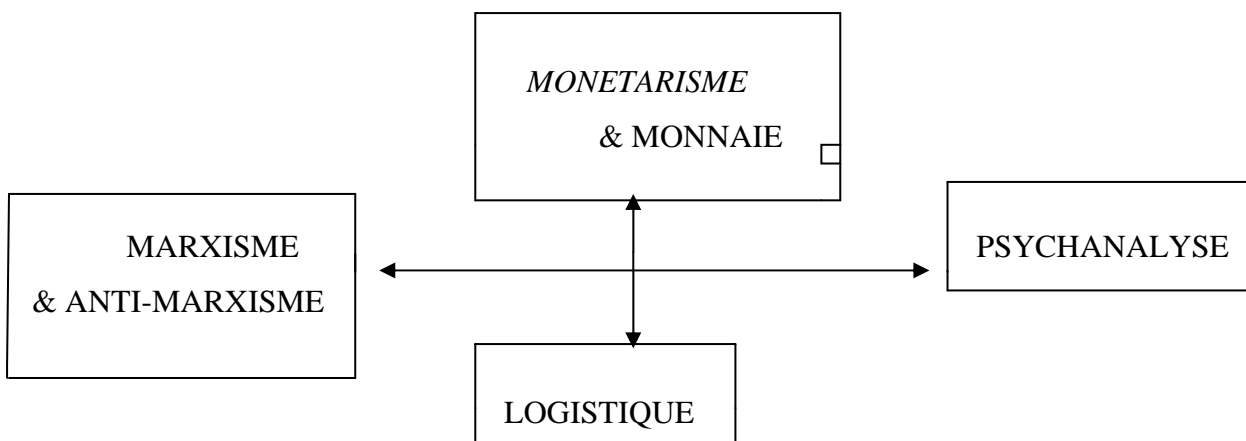 MONETARISME
& MONNAIE
MARXISME
& ANTI-MARXISME
PSYCHANALYSE
LOGISTIQUE